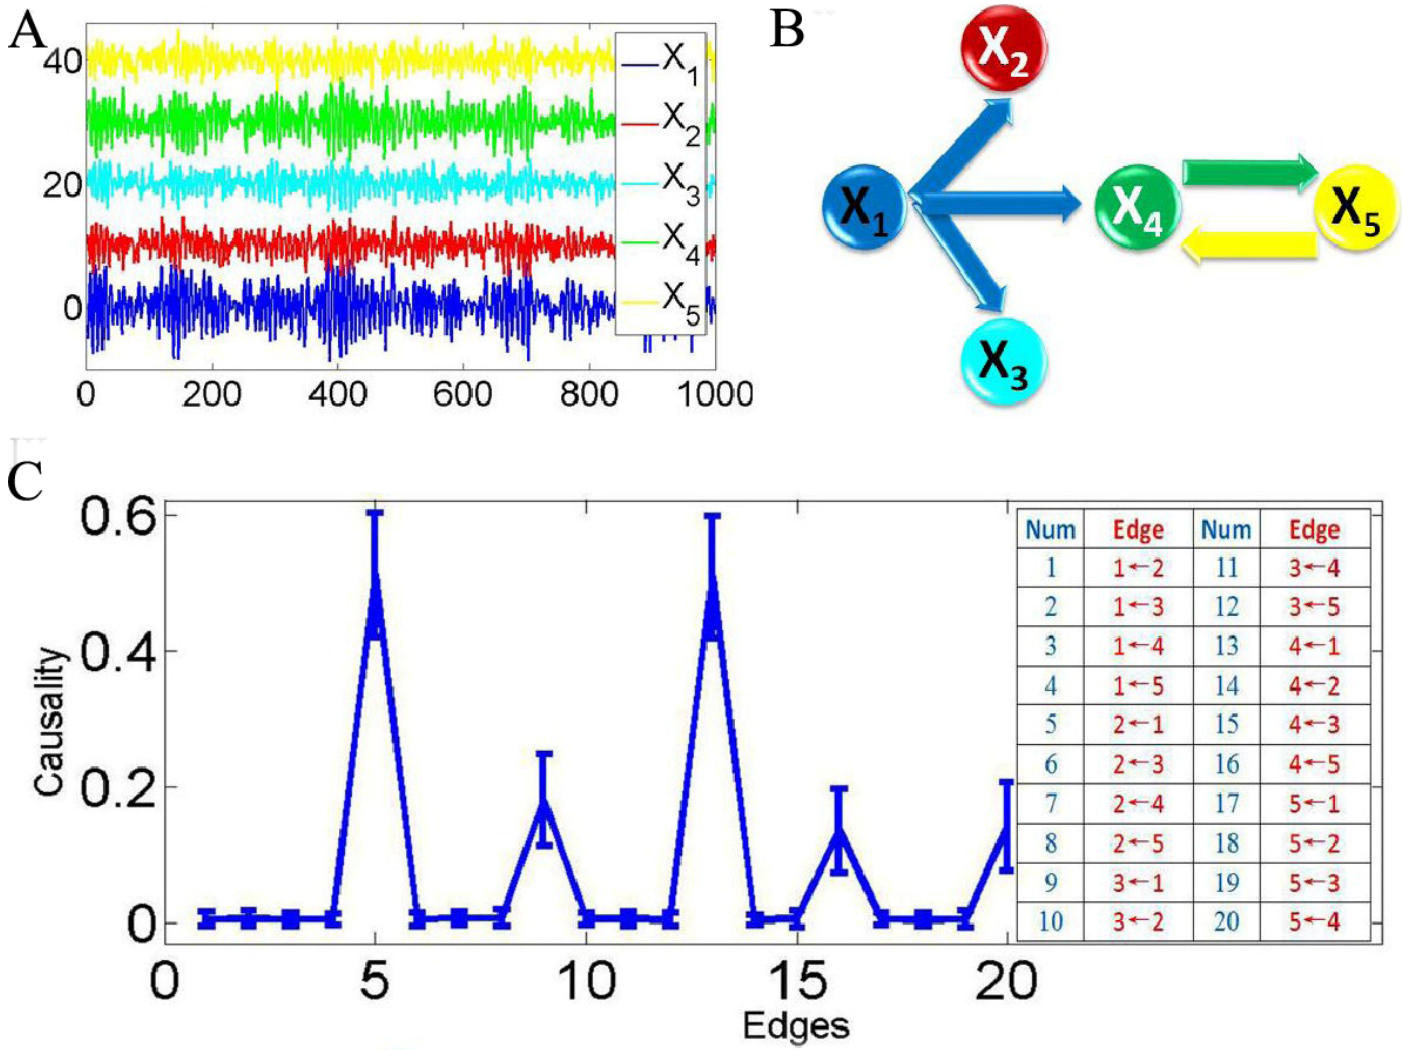 A
40
20
0
0 200 400 600 800 1000
X1
X2
X3
X4
X5
B
X2
X1 X4 X5
X3
C
0.6
0.4
0.2
0
Causality
0 5 10 15 20
Edges
Num Edge Num Edge
1 1←2 11 3←4
2 1←3 12 3←5
3 1←4 13 4←1
4 1←5 14 4←2
5 2←1 15 4←3
6 2←3 16 4←5
7 2←4 17 5←1
8 2←5 18 5←2
9 3←1 19 5←3
10 3←2 20 5←4